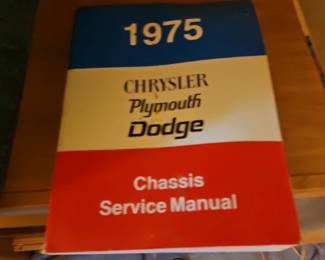 1975
CHRYSLER
Plymouth
Dodge
Chassis
Service Manual